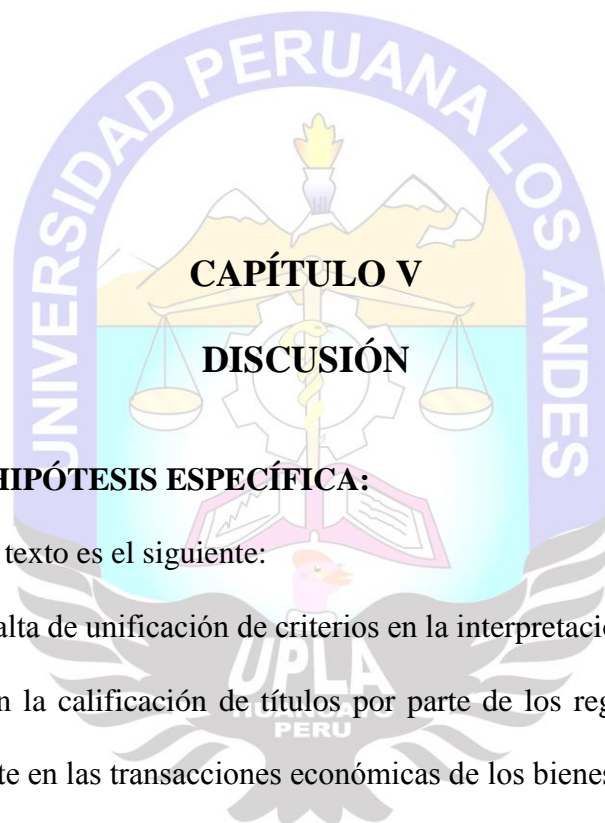 UNIVERSIDAD PERUANA LOS ANDES
CAPÍTULO V
DISCUSIÓN
HIPÓTESIS ESPECÍFICA:
texto es el siguiente:
alta de unificación de criterios en la interpretació
n la calificación de títulos por parte de los reg
te en las transacciones económicas de los bienes
UPLA
HUANCAYO
PERU